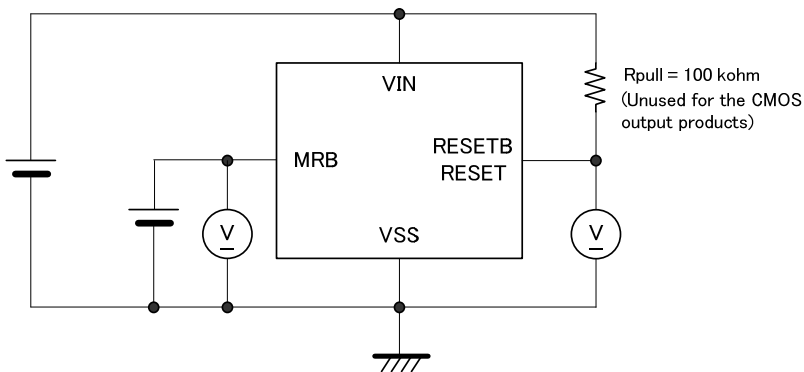 VIN
Rpull = 100 kohm
(Unused for the CMOS
output products)
MRB
RESETB
RESET
V
V
VSS